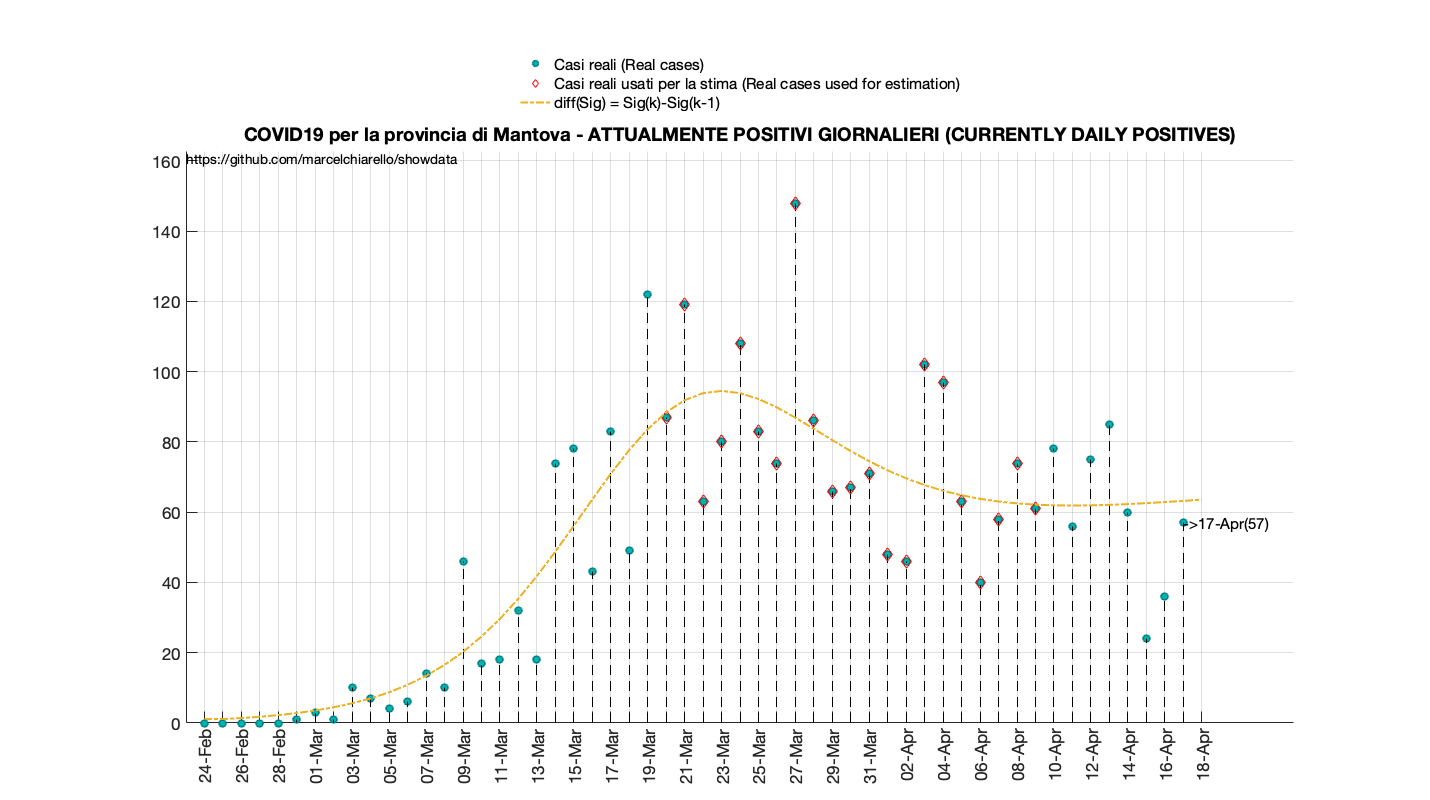 Casi reali (Real cases)
Casi reali usati per la stima (Real cases used for estimation)
diff(Sig) = Sig(k)-Sig(k-1)
COVID19 per la provincia di Mantova - ATTUALMENTE POSITIVI GIORNALIERI (CURRENTLY DAILY POSITIVES)
https://github.com/marcelchiarello/showdata
160
140
120
100
80
60
40
20
0
->17-Apr(57)
24-Feb
26-Feb
28-Feb
01-Mar
03-Mar
05-Mar
07-Mar
09-Mar
11-Mar
13-Mar
15-Mar
17-Mar
19-Mar
21-Mar
23-Mar
25-Mar
27-Mar
29-Mar
31-Mar
02-Apr
04-Apr
06-Apr
08-Apr
10-Apr
12-Apr
14-Apr
16-Apr
18-Apr